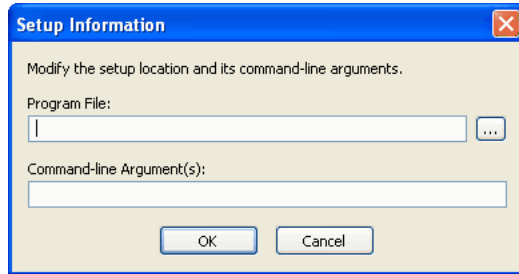 Setup Information
Modify the setup location and its command-line arguments.
Program File:
...
Command-line Argument(s):
OK Cancel